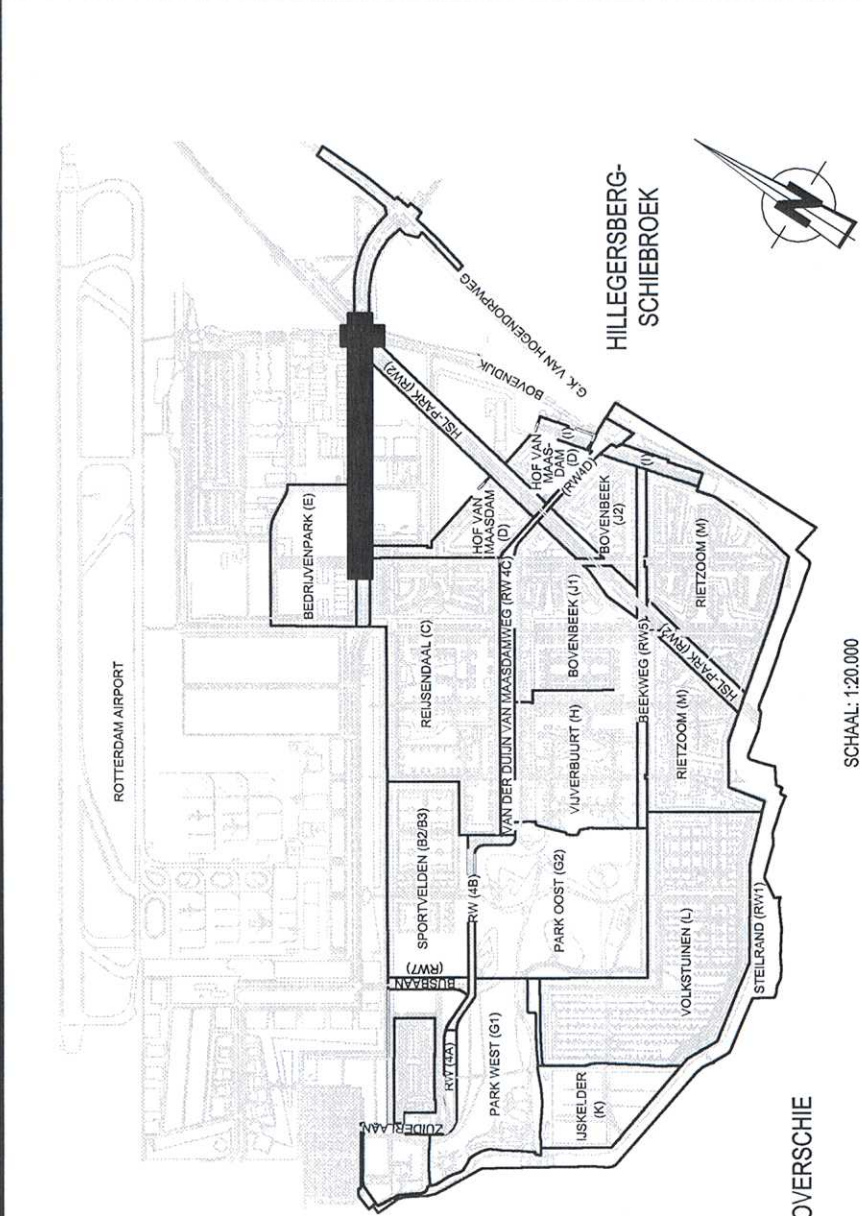 ROTTERDAM AIRPORT
BEDRIJVENPARK (E)
REIJSENDAAL (C)
SPORTVELDEN (B2/B3)
BUSBAAN
(RW7)
ZUIDERLAAN
RW (4A)
RW (4B)
VAN DER DUIJN VAN MAASDAMWEG (RW 4C)
HOF VAN
MAASDAM
(D)
HOF VAN
MAAS-
DAM
(D)
(I)
(I)
(RW4D)
HSL-PARK (RW2)
BOVENDIJK
G.K. VAN HOGENDORPWEG
HILLEGERSBERG-
SCHIEBROEK
N
PARK WEST (G1)
PARK OOST (G2)
VIJVERBUURT (H)
BOVENBEEK (J1)
BOVENBEEK
(J2)
BEEKWEG (RW5)
RIETZOOM (M)
HSL-PARK (RW2)
RIETZOOM (M)
VOLKSTUINEN (L)
IJSKELDER
(K)
STEILRAND (RW1)
OVERSCHIE
SCHAAL: 1:20.000